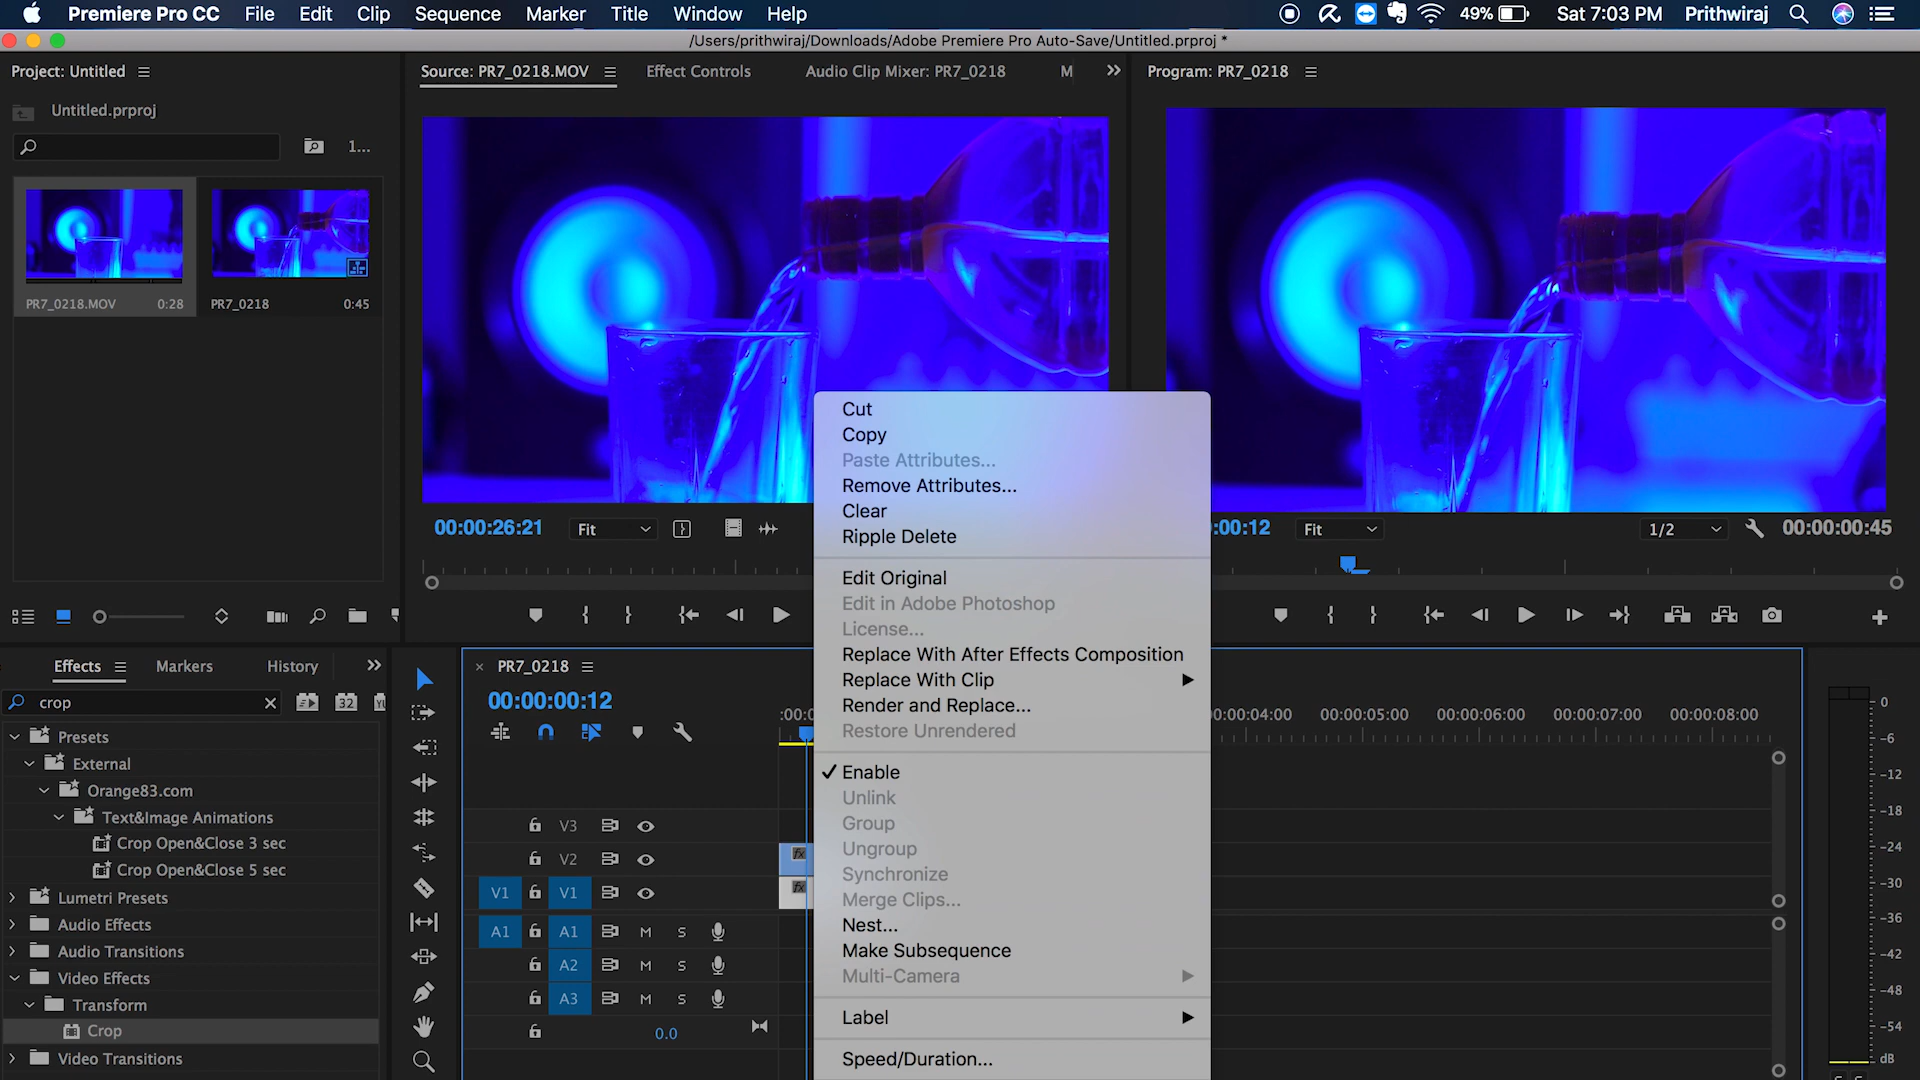 Premiere Pro CC File Edit Clip Sequence Marker Title Window Help 49% Sat 7:03 PM Prithwiraj
/Users/prithwiraj/Downloads/Adobe Premiere Pro Auto-Save/Untitled.prproj *
Project: Untitled
Untitled.prproj
1...
PR7_0218.MOV 0:28
PR7_0218 0:45
Source: PR7_0218.MOV Effect Controls Audio Clip Mixer: PR7_0218 M
00:00:26:21 Fit
Program: PR7_0218
:00:12 Fit 1/2 00:00:00:45
Cut
Copy
Paste Attributes...
Remove Attributes...
Clear
Ripple Delete
Edit Original
Edit in Adobe Photoshop
License...
Replace With After Effects Composition
Replace With Clip
Render and Replace...
Restore Unrendered
Enable
Unlink
Group
Ungroup
Synchronize
Merge Clips...
Nest...
Make Subsequence
Multi-Camera
Label
Speed/Duration...
Effects Markers History
crop
32
Presets
External
Orange83.com
Text&Image Animations
Crop Open&Close 3 sec
Crop Open&Close 5 sec
Lumetri Presets
Audio Effects
Audio Transitions
Video Effects
Transform
Crop
Video Transitions
PR7_0218
00:00:00:12
:00:0 0:00:04:00 00:00:05:00 00:00:06:00 00:00:07:00 00:00:08:00
V3
V2 fx
V1 V1 fx
A1 A1 M S
A2 M S
A3 M S
0.0
0
-6
-12
-18
-24
-30
-36
-42
-48
-54
dB